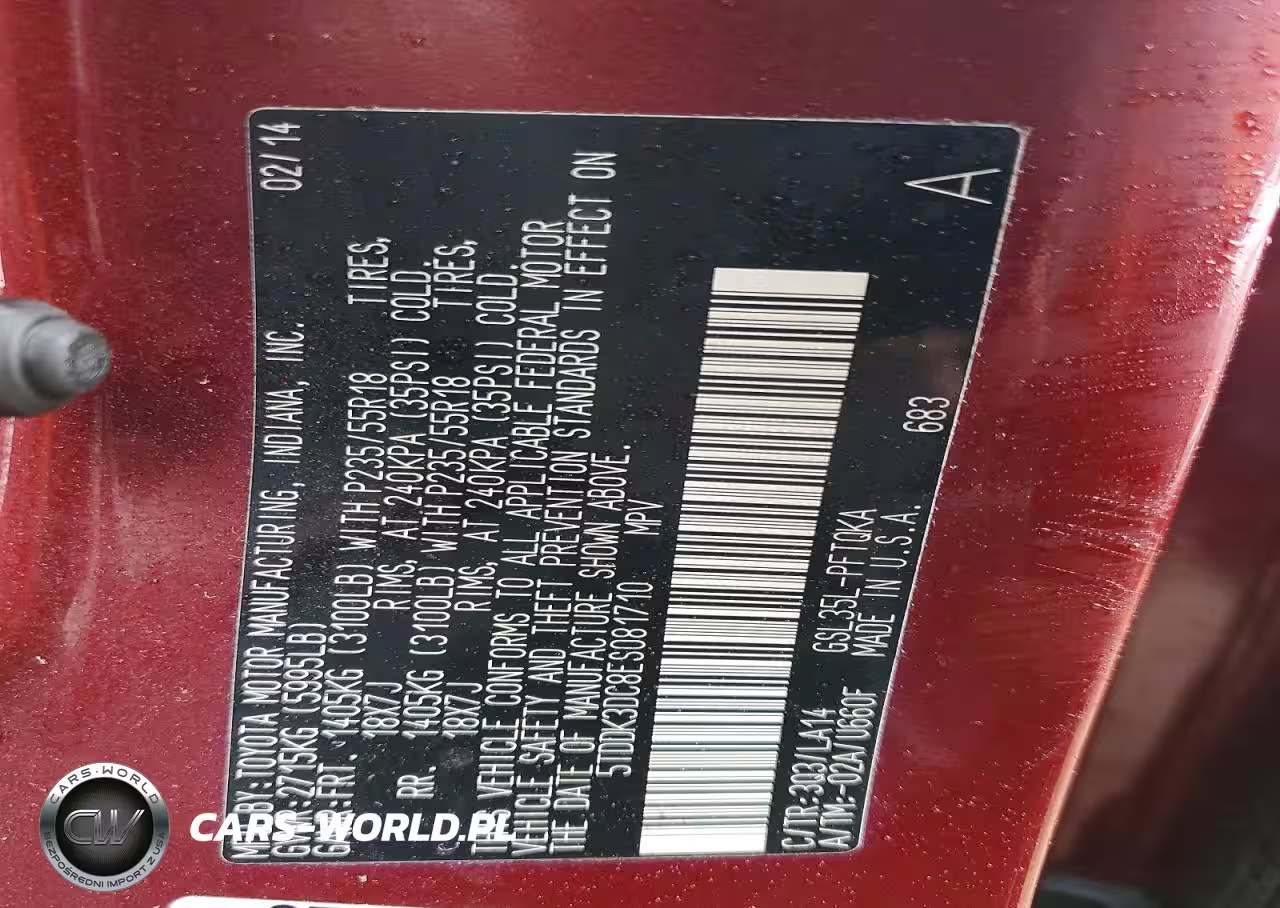 02/14
MFD BY:TOYOTA MOTOR MANUFACTURING, INDIANA, INC.
GVWR:2715KG (5995LB)
GAWR:FRT. 1405KG (3100LB) WITH P235/55R18 TIRES,
18X7J RIMS, AT 240KPA (35PSI) COLD.
RR. 1405KG (3100LB) WITH P235/55R18 TIRES,
18X7J RIMS, AT 240KPA (35PSI) COLD.
THIS VEHICLE CONFORMS TO ALL APPLICABLE FEDERAL MOTOR
VEHICLE SAFETY AND THEFT PREVENTION STANDARDS IN EFFECT ON
THE DATE OF MANUFACTURE SHOWN ABOVE.
5TDDK3DC8ES081710 MPV
C/TR:3Q3/LA14 GSL35L-PFTQKA
A/TM:-02A/U660F MADE IN U.S.A. 683
A
CARS-WORLD
CW
BEZPOŚREDNI IMPORT Z USA
CARS-WORLD.PL